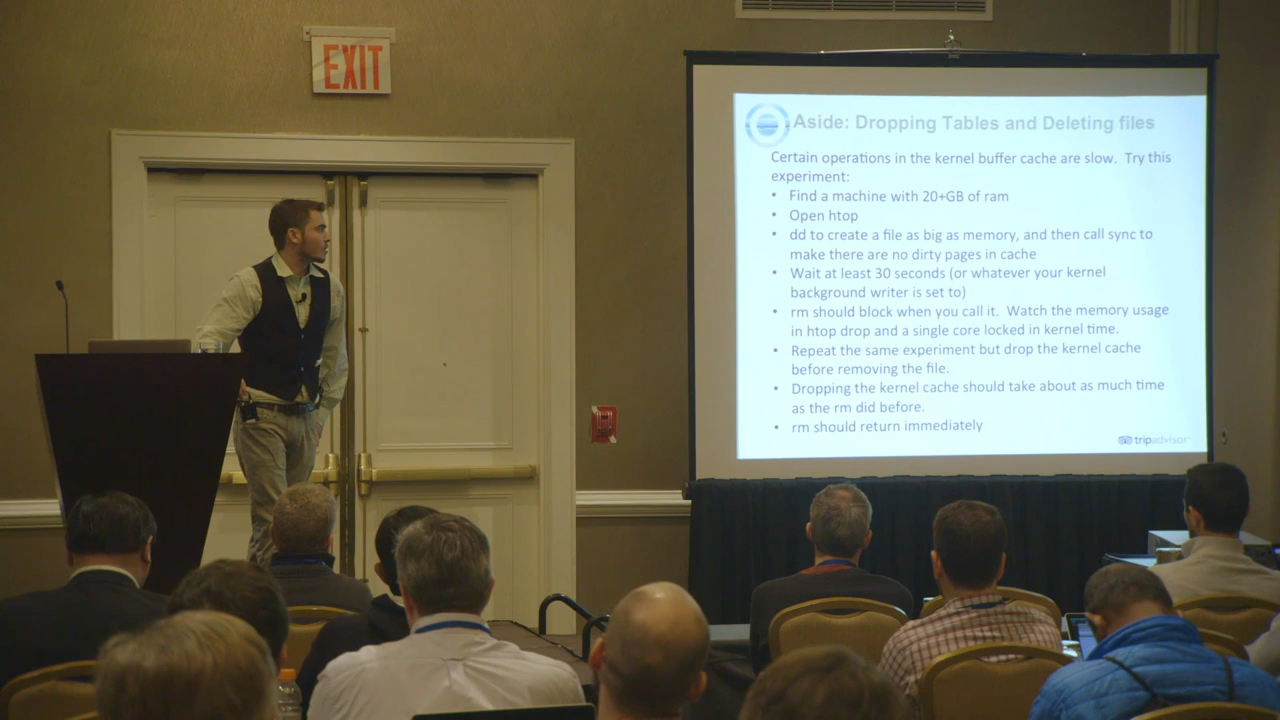 EXIT
Aside: Dropping Tables and Deleting files
Certain operations in the kernel buffer cache are slow. Try this
experiment:
• Find a machine with 20+GB of ram
• Open htop
• dd to create a file as big as memory, and then call sync to
make there are no dirty pages in cache
• Wait at least 30 seconds (or whatever your kernel
background writer is set to)
• rm should block when you call it. Watch the memory usage
in htop drop and a single core locked in kernel time.
• Repeat the same experiment but drop the kernel cache
before removing the file.
• Dropping the kernel cache should take about as much time
as the rm did before.
• rm should return immediately
tripadvisor